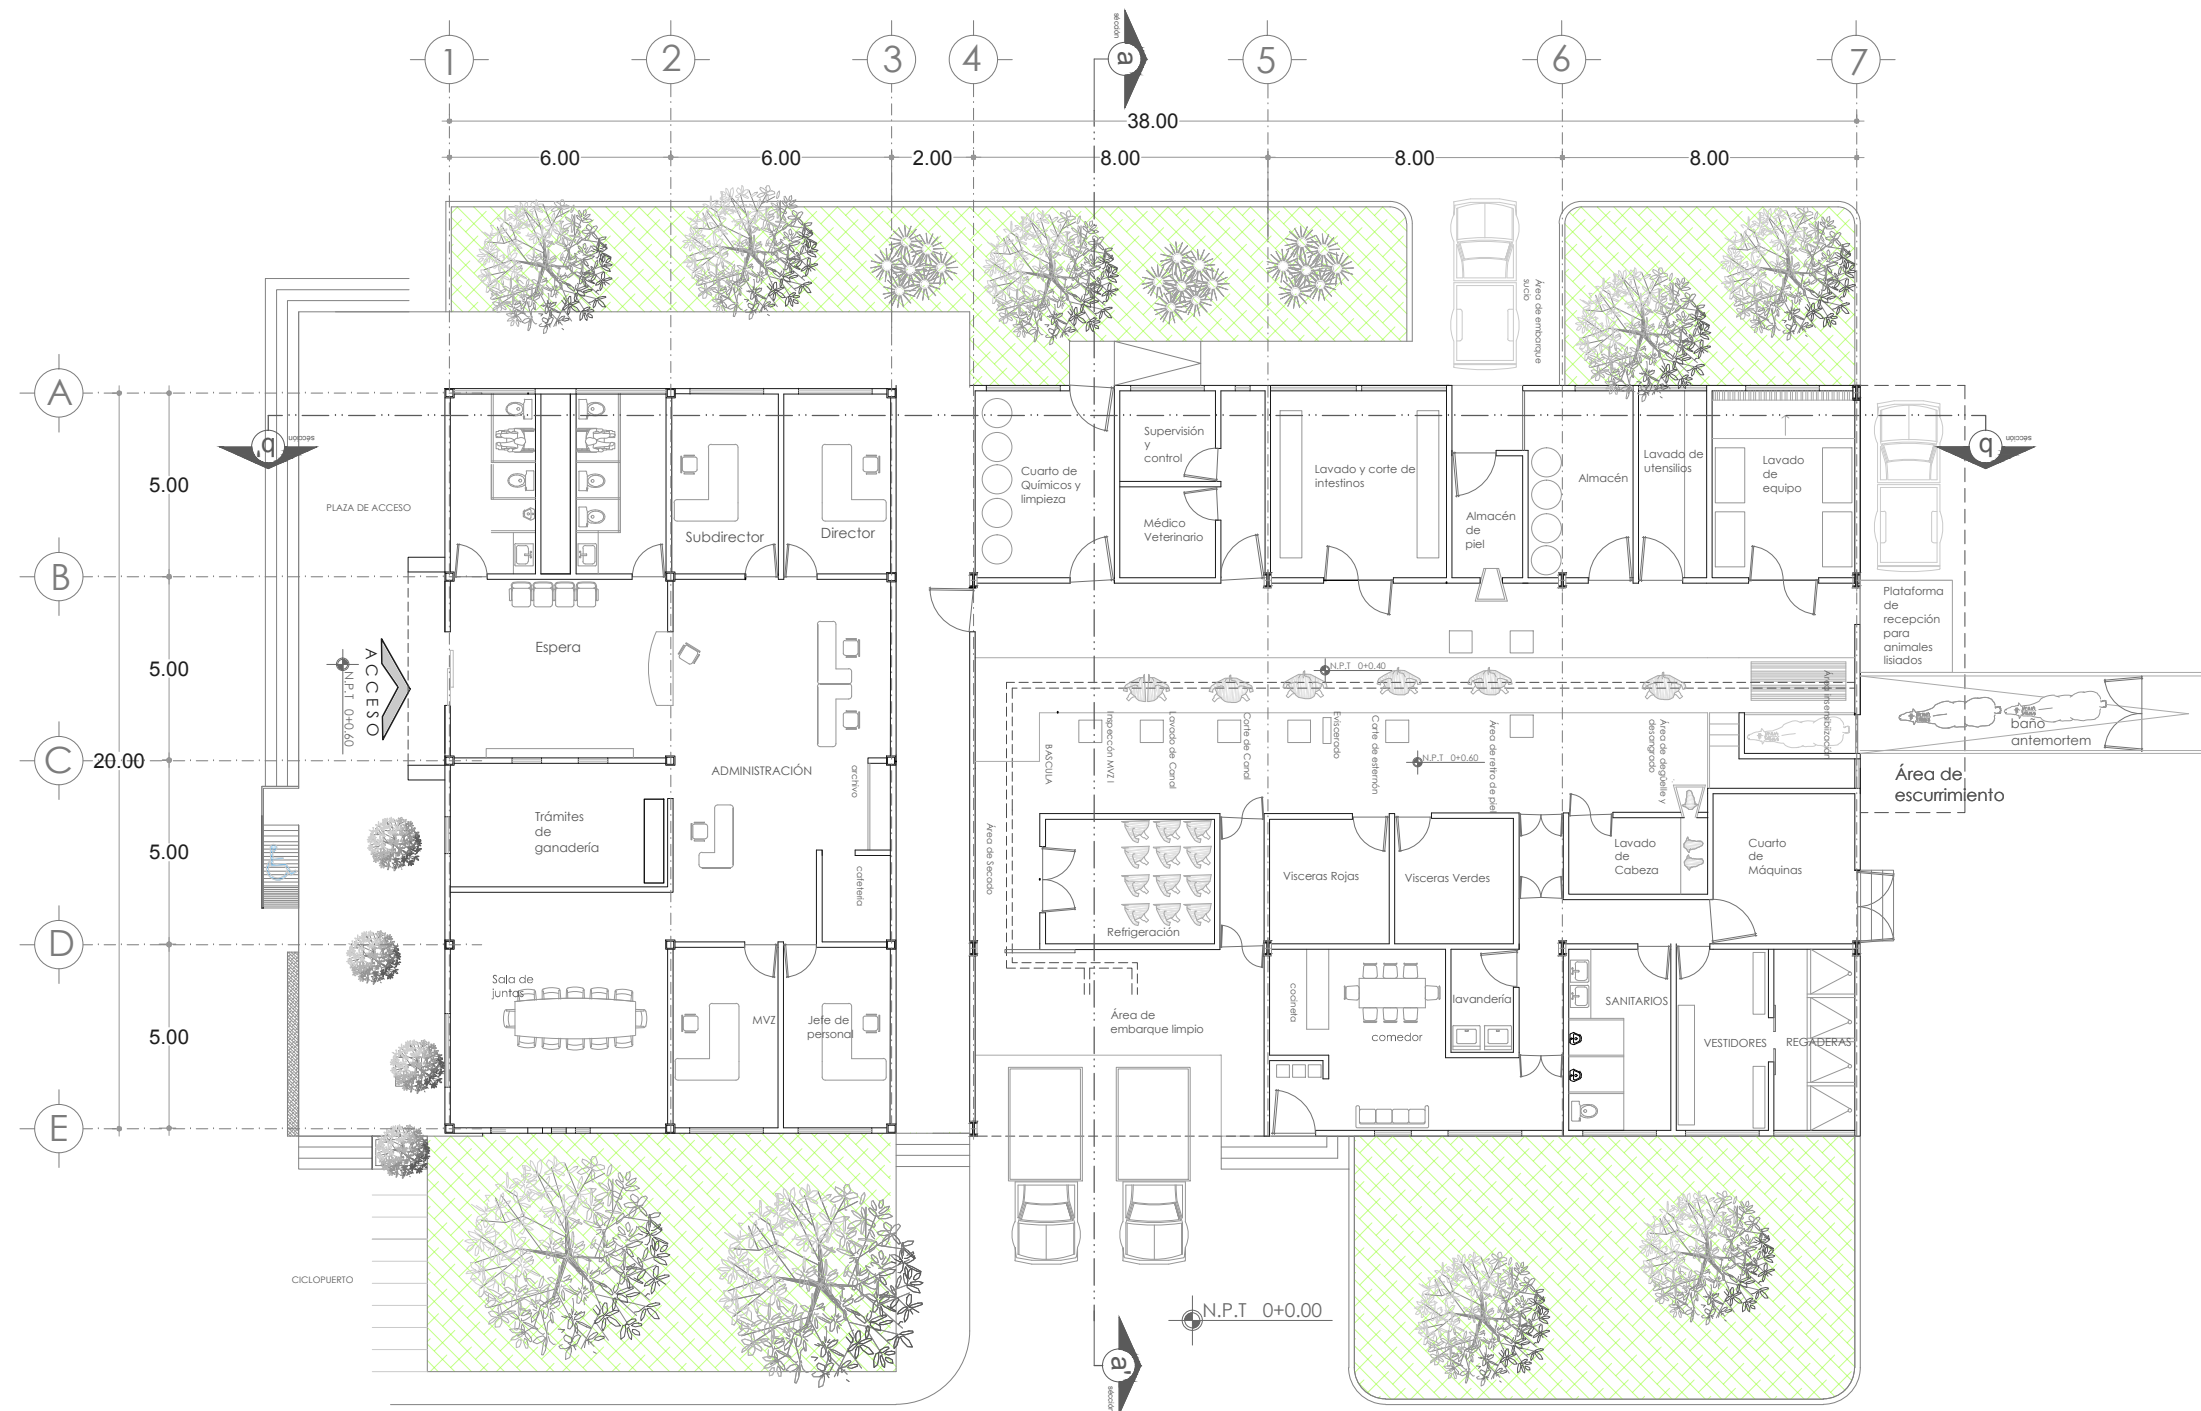 sección
a
1
2
3
4
5
6
7
38.00
6.00
6.00
2.00
8.00
8.00
8.00
A
B
C
D
E
5.00
5.00
5.00
5.00
20.00
b'
sección
b
sección
Área de embarque
sucio
PLAZA DE ACCESO
ACCESO
N.P.T 0+0.60
Subdirector
Director
Cuarto de
Químicos y
limpieza
Supervisión
y
control
Médico
Veterinario
Lavado y corte de
intestinos
Almacén
de
piel
Almacén
Lavado de
utensilios
Lavado
de
equipo
Plataforma
de
recepción
para
animales
lisiados
Espera
ADMINISTRACIÓN
archivo
cafetería
Trámites
de
ganadería
N.P.T 0+0.40
N.P.T 0+0.60
BASCULA
Inspección MVZ I
Lavado de Canal
Corte de Canal
Eviscerado
Corte de esternón
Área de retiro de piel
Área de degüelle y
desangrado
Área insensibilización
baño
antemortem
Área de
escurrimiento
Área de Secado
Refrigeración
Visceras Rojas
Visceras Verdes
Lavado
de
Cabeza
Cuarto
de
Máquinas
Sala de
juntas
MVZ
Jefe de
personal
Área de
embarque limpio
cocineta
comedor
lavandería
SANITARIOS
VESTIDORES
REGADERAS
CICLOPUERTO
N.P.T 0+0.00
a'
sección